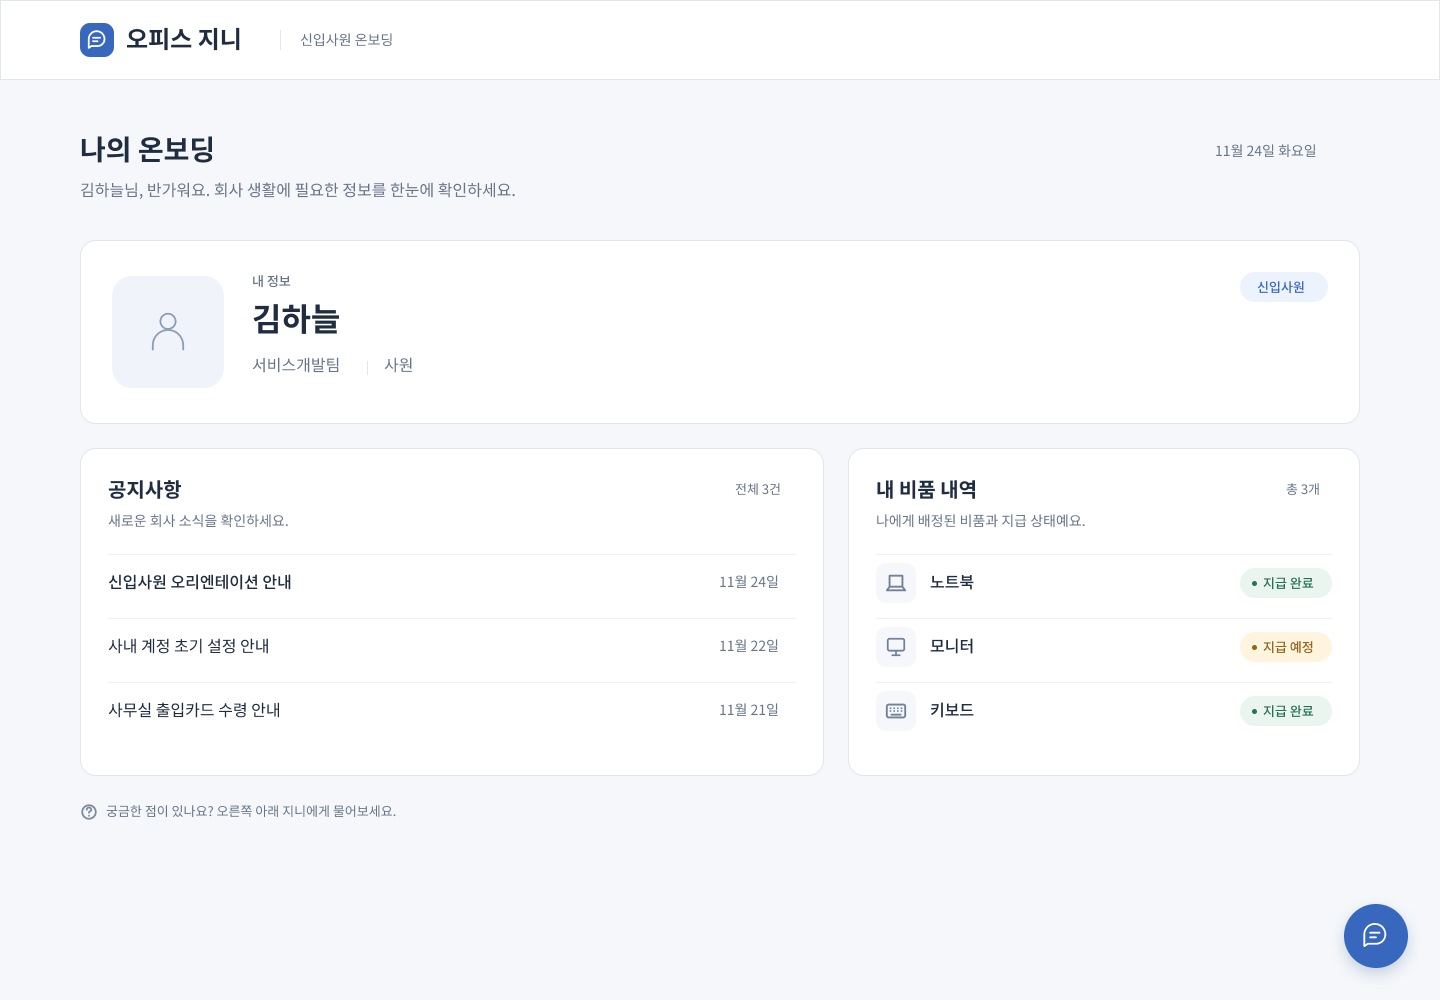 오피스 지니
신입사원 온보딩
나의 온보딩
11월 24일 화요일
김하늘님, 반가워요. 회사 생활에 필요한 정보를 한눈에 확인하세요.
내 정보
신입사원
김하늘
서비스개발팀
사원
공지사항
전체 3건
새로운 회사 소식을 확인하세요.
신입사원 오리엔테이션 안내
11월 24일
사내 계정 초기 설정 안내
11월 22일
사무실 출입카드 수령 안내
11월 21일
내 비품 내역
총 3개
나에게 배정된 비품과 지급 상태예요.
노트북
지급 완료
모니터
지급 예정
키보드
지급 완료
궁금한 점이 있나요? 오른쪽 아래 지니에게 물어보세요.